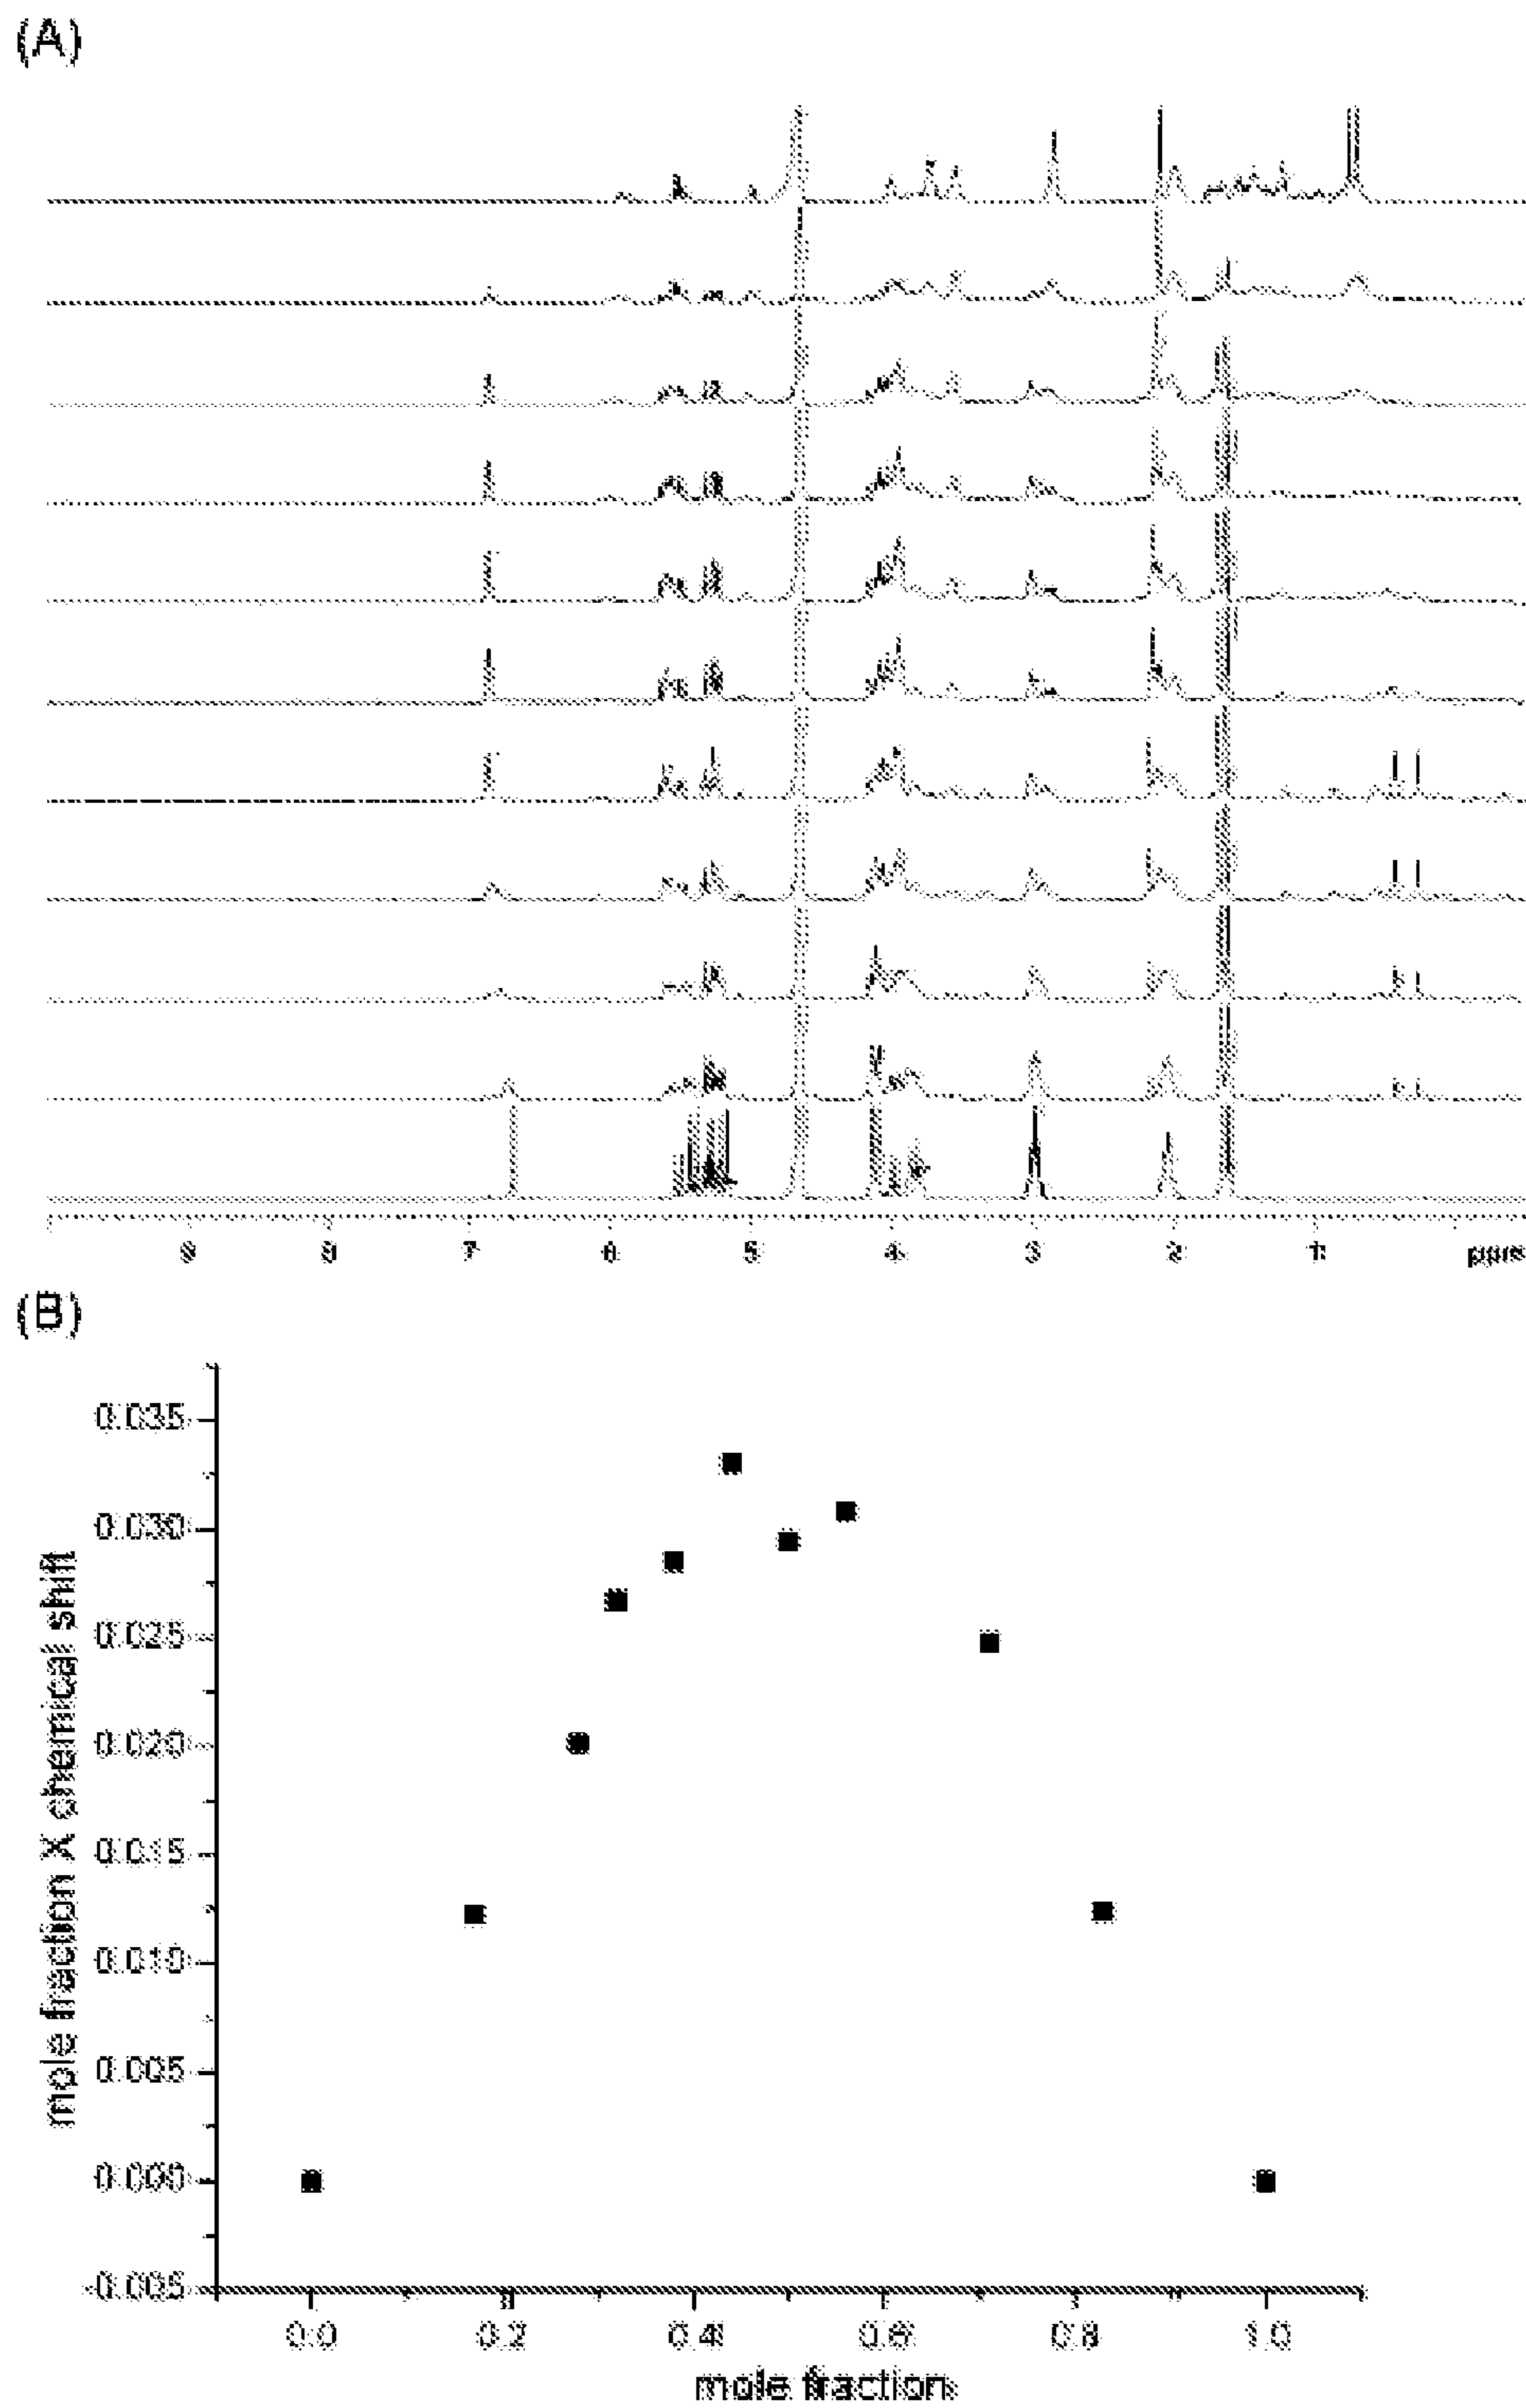 (A)
9 8 7 6 5 4 3 2 1 ppm
(B)
0.035
0.030
0.025
0.020
0.015
0.010
0.005
0.000
-0.005
mole fraction X chemical shift
0.0 0.2 0.4 0.6 0.8 1.0
mole fraction